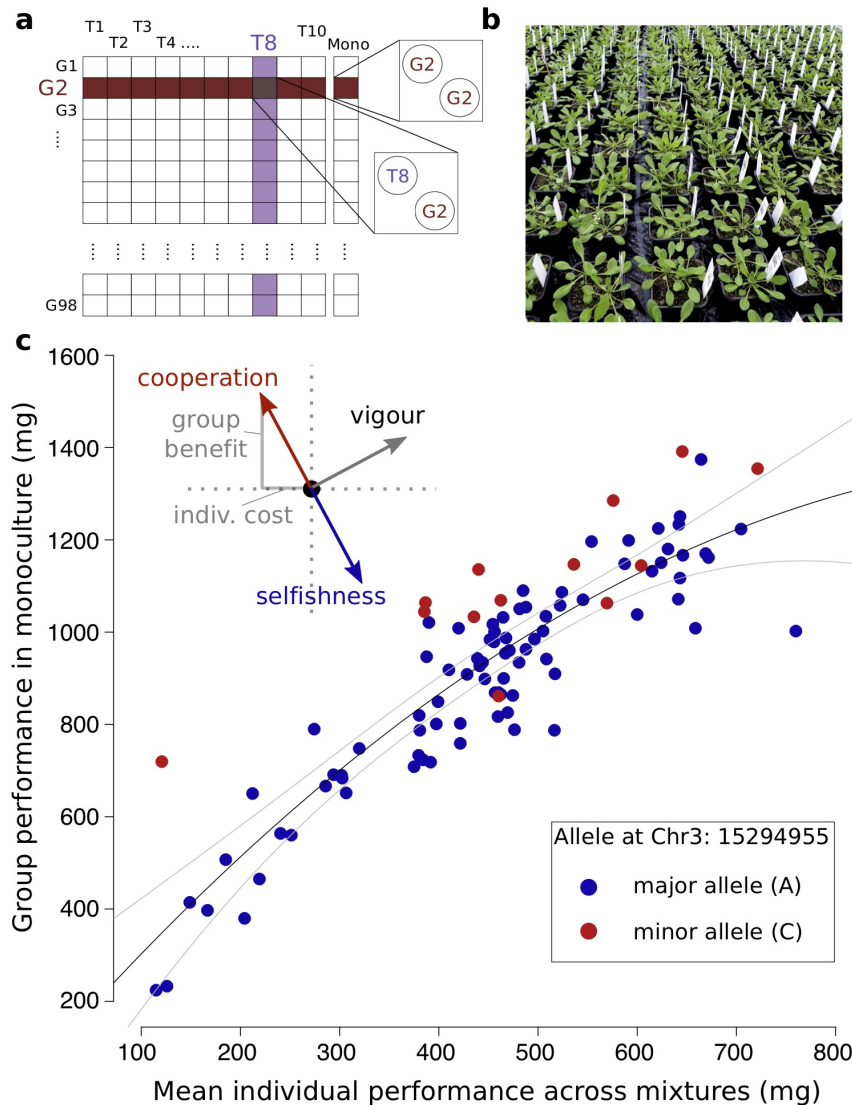 a
T1
T2
T3
T4 ....
T8
T10
Mono
G1
G2
G3
....
G98
G2
G2
T8
G2
b
c
Group performance in monoculture (mg)
1600
1400
1200
1000
800
600
400
200
cooperation
group
benefit
vigour
indiv. cost
selfishness
Allele at Chr3: 15294955
major allele (A)
minor allele (C)
100
200
300
400
500
600
700
800
Mean individual performance across mixtures (mg)